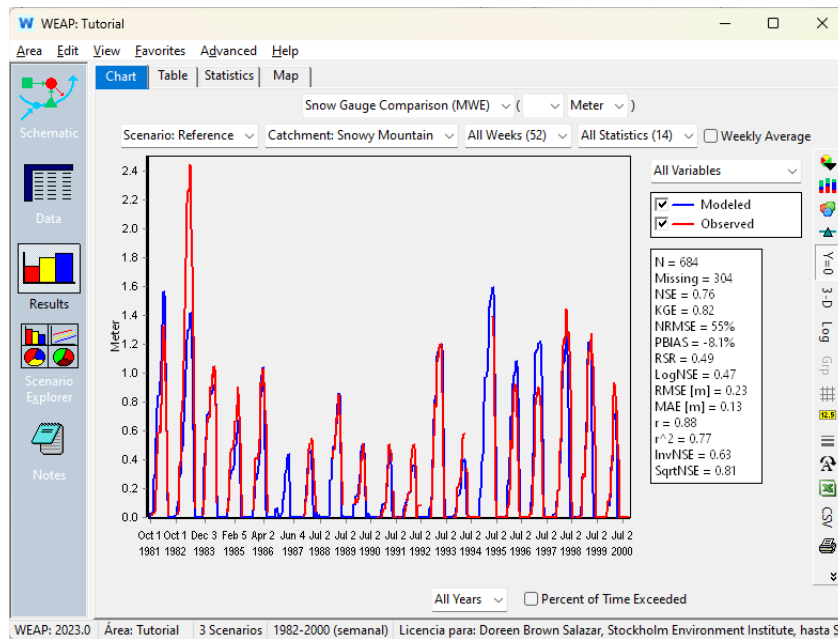 WEAP: Tutorial
Area Edit View Favorites Advanced Help
Chart Table Statistics Map
Snow Gauge Comparison (MWE) ( Meter )
Scenario: Reference Catchment: Snowy Mountain All Weeks (52) All Statistics (14) Weekly Average
Schematic
Data
Results
Scenario
Explorer
Notes
Meter
2.4
2.2
2.0
1.8
1.6
1.4
1.2
1.0
0.8
0.6
0.4
0.2
0.0
Oct 1 Oct 1 Dec 3 Feb 5 Apr 2 Jun 4 Jul 2 Jul 2 Jul 2 Jul 2 Jul 2 Jul 2 Jul 2 Jul 2 Jul 2 Jul 2 Jul 2 Jul 2 Jul 2
1981 1982 1983 1985 1986 1987 1988 1989 1990 1991 1992 1993 1994 1995 1996 1997 1998 1999 2000
All Variables
Modeled
Observed
N = 684
Missing = 304
NSE = 0.76
KGE = 0.82
NRMSE = 55%
PBIAS = -8.1%
RSR = 0.49
LogNSE = 0.47
RMSE [m] = 0.23
MAE [m] = 0.13
r = 0.88
r^2 = 0.77
InvNSE = 0.63
SqrtNSE = 0.81
Y=0
3-D
Log
Grp
12.5
CSV
All Years Percent of Time Exceeded
WEAP: 2023.0 Área: Tutorial 3 Scenarios 1982-2000 (semanal) Licencia para: Doreen Brown Salazar, Stockholm Environment Institute, hasta